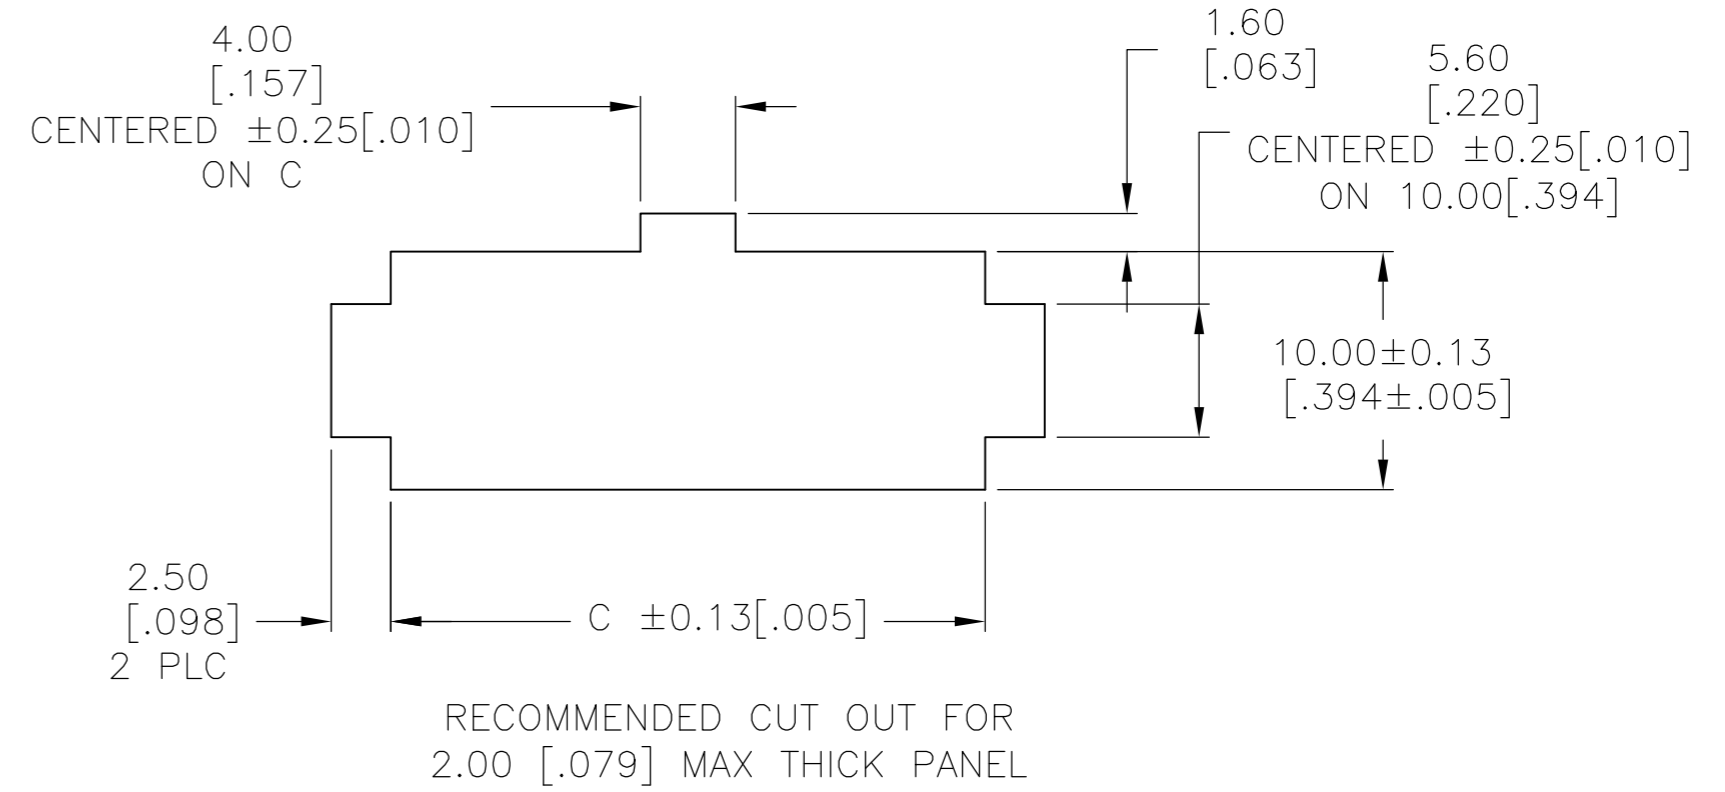 4.00
[.157]
CENTERED ±0.25[.010]
ON C
1.60
[.063]
5.60
[.220]
CENTERED ±0.25[.010]
ON 10.00[.394]
10.00±0.13
[.394±.005]
2.50
[.098]
2 PLC
C ±0.13[.005]
RECOMMENDED CUT OUT FOR
2.00 [.079] MAX THICK PANEL